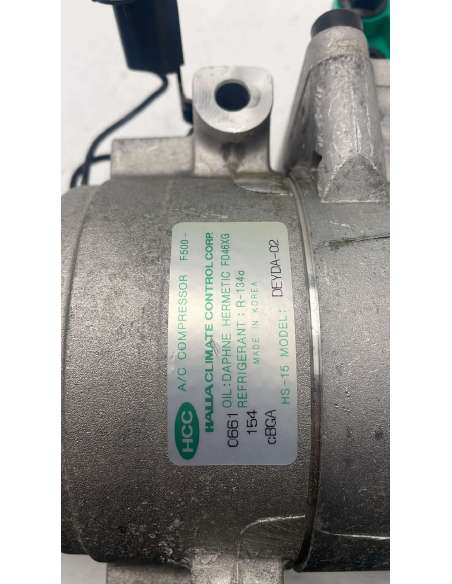 HCC
A/C COMPRESSOR F500-
HALLA CLIMATE CONTROL CORP.
OIL:DAPHNE HERMETIC FD46XG
REFRIGERANT : R-134a
C661
154
MADE IN KOREA
cBGA
HS-15 MODEL: DEYDA-02